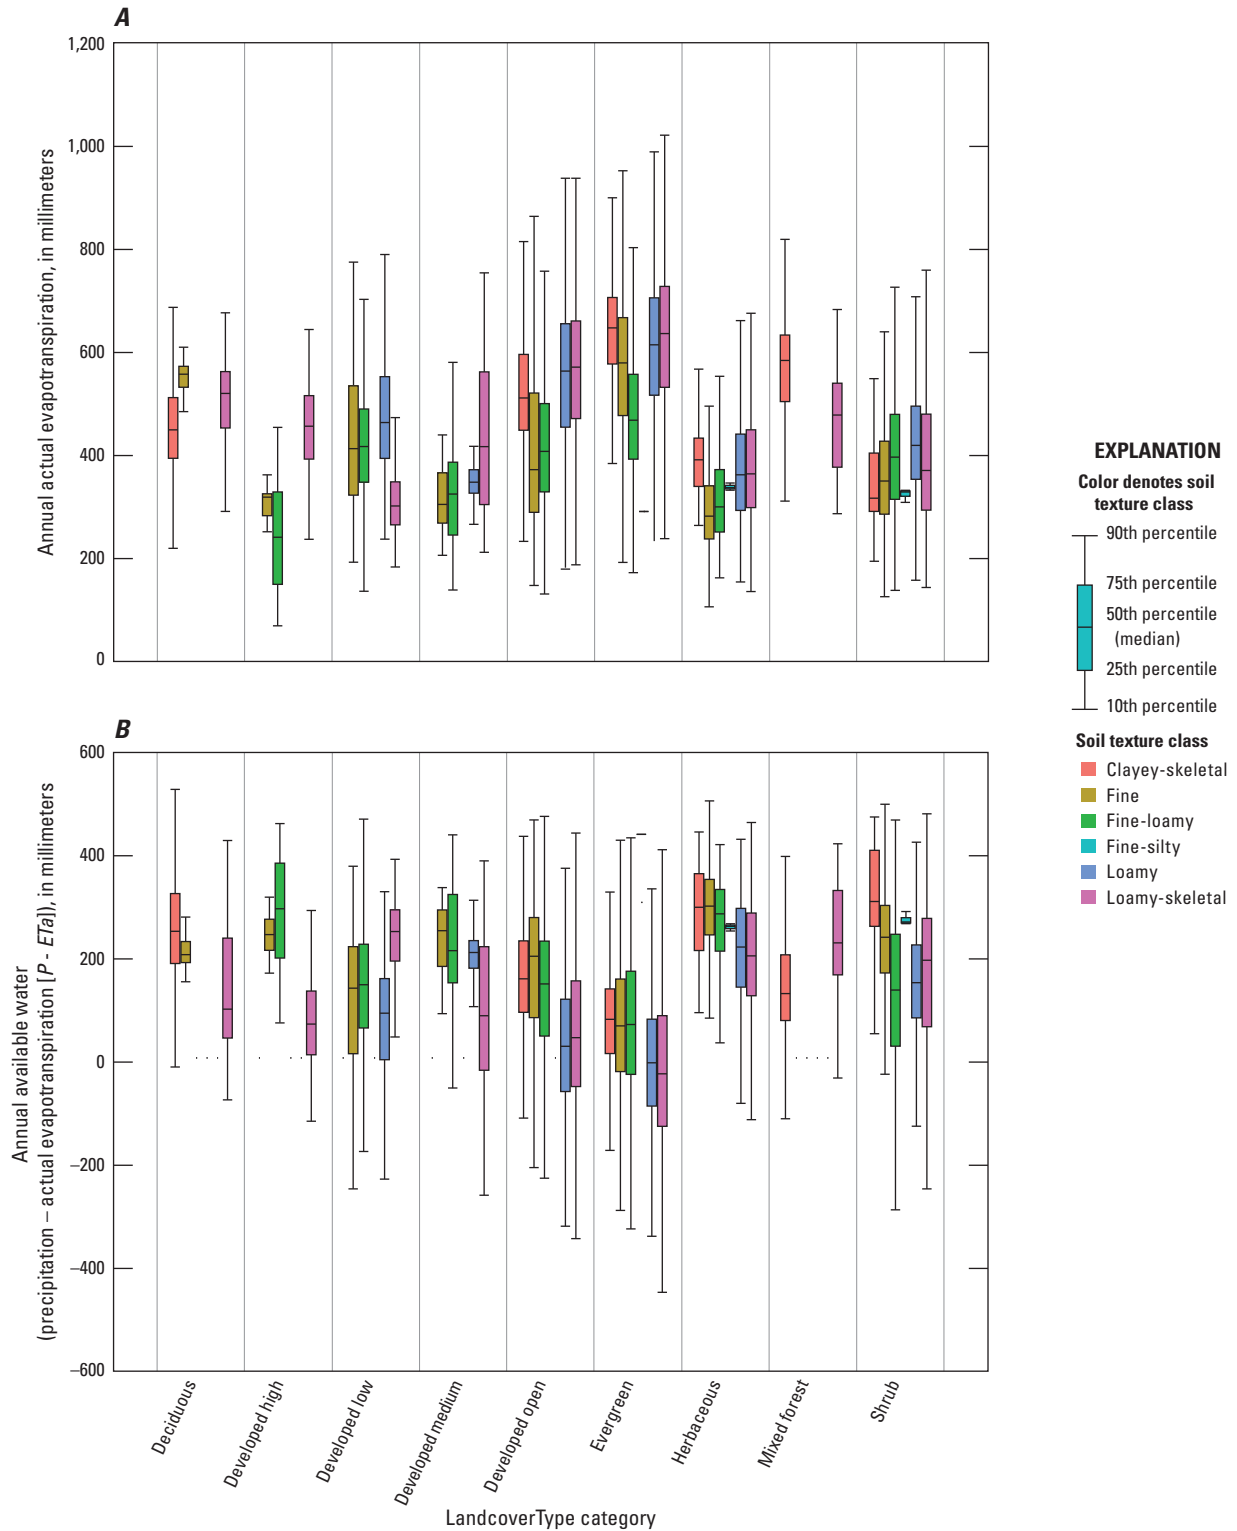 A
1,200
1,000
800
600
400
200
0
Annual actual evapotranspiration, in millimeters
EXPLANATION
Color denotes soil
texture class
90th percentile
75th percentile
50th percentile
(median)
25th percentile
10th percentile
Soil texture class
Clayey-skeletal
Fine
Fine-loamy
Fine-silty
Loamy
Loamy-skeletal
B
600
400
200
0
–200
–400
–600
Annual available water
(precipitation – actual evapotranspiration [P - ETa]), in millimeters
Deciduous
Developed high
Developed low
Developed medium
Developed open
Evergreen
Herbaceous
Mixed forest
Shrub
LandcoverType category